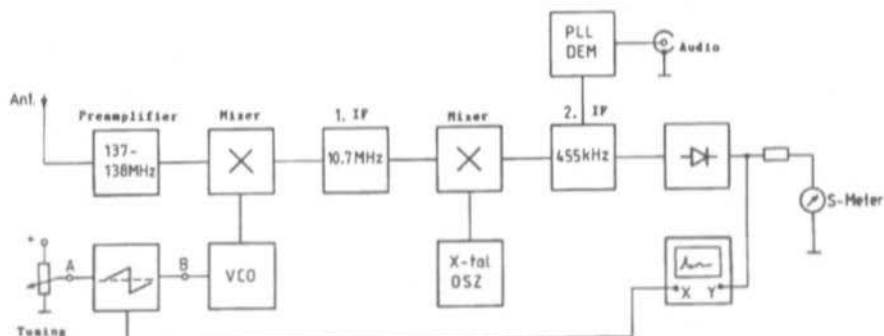 PLL
DEM
Audio
Ant.
Preamplifier
Mixer
1. IF
Mixer
2. IF
137-
138MHz
10.7MHz
455kHz
S-Meter
+
A
B
VCO
X-tal
OSZ
X Y
Tuning